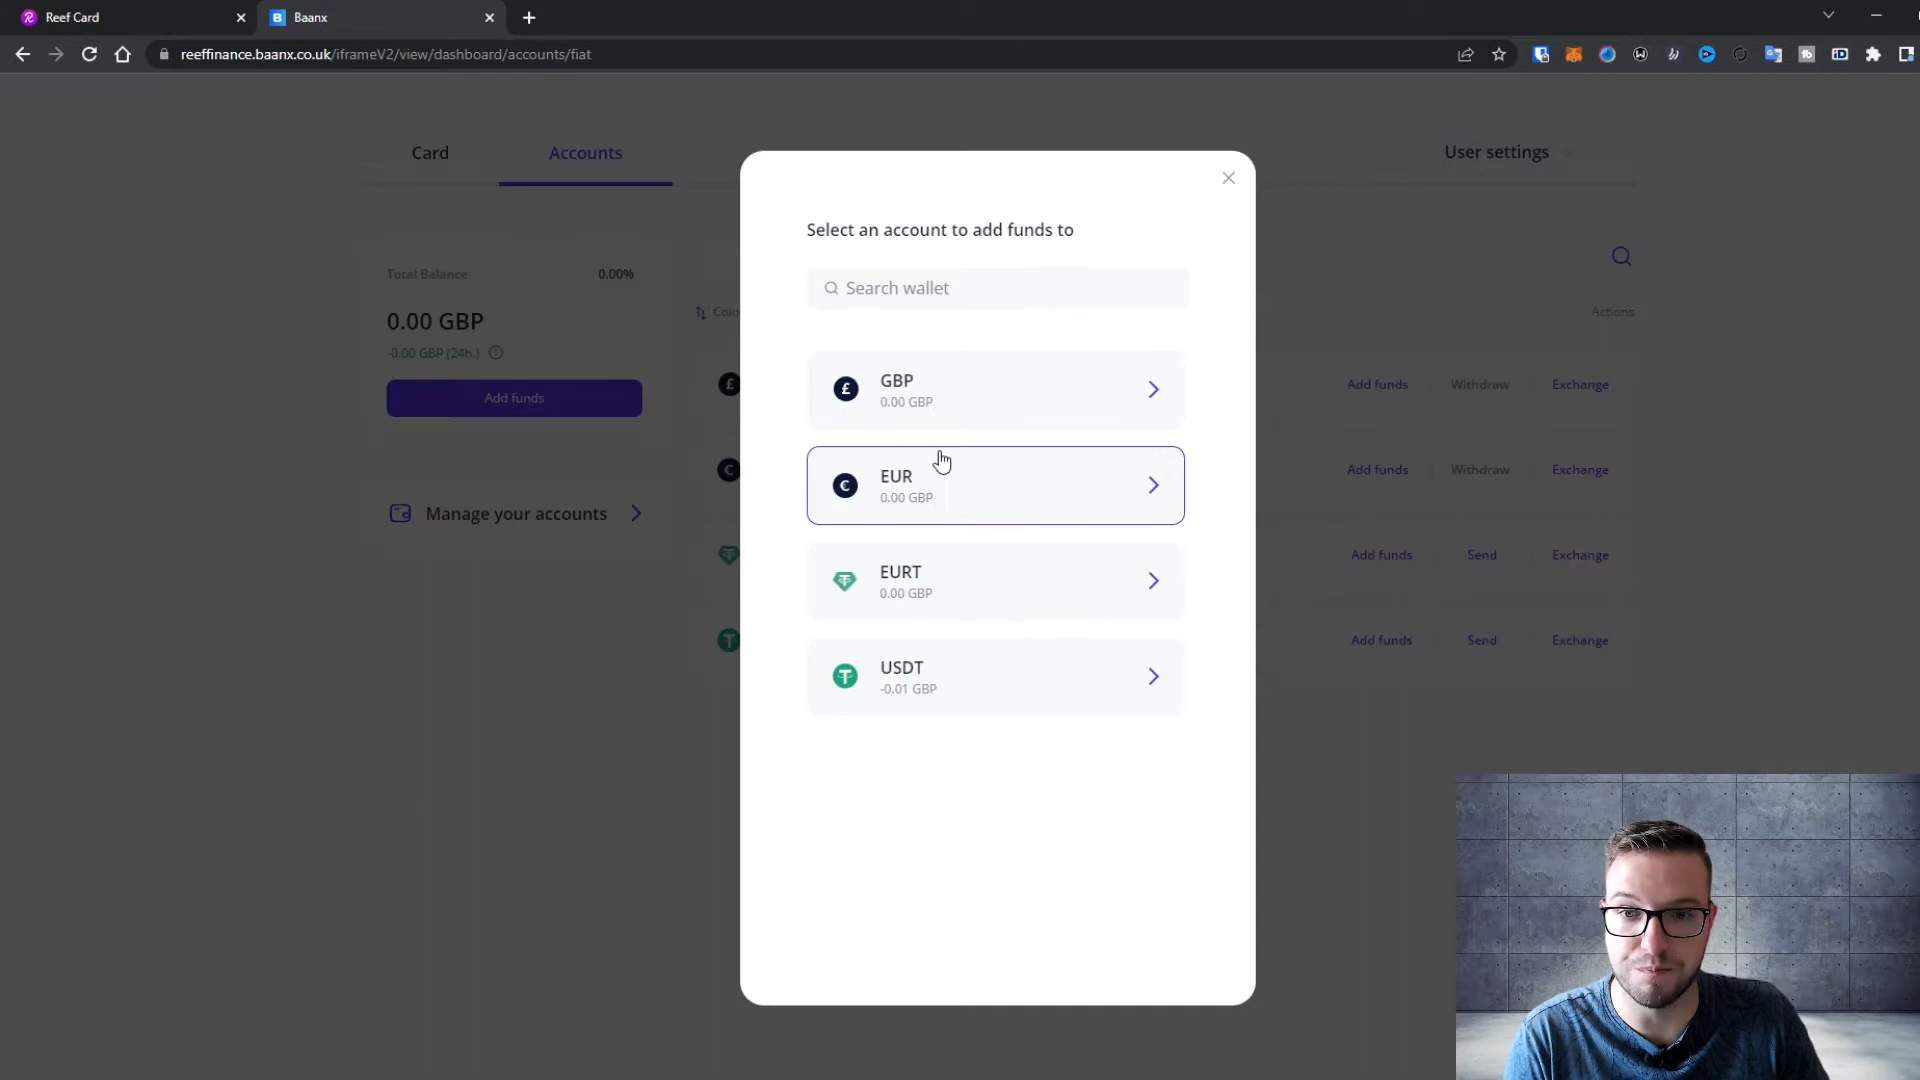 Reef Card
Baanx
reeffinance.baanx.co.uk/iframeV2/view/dashboard/accounts/fiat
Card
Accounts
User settings
Select an account to add funds to
Search wallet
Total Balance
0.00%
0.00 GBP
-0.00 GBP (24h.)
Add funds
Manage your accounts
Actions
GBP
0.00 GBP
EUR
0.00 GBP
EURT
0.00 GBP
USDT
-0.01 GBP
Add funds Withdraw Exchange
Add funds Withdraw Exchange
Add funds Send Exchange
Add funds Send Exchange